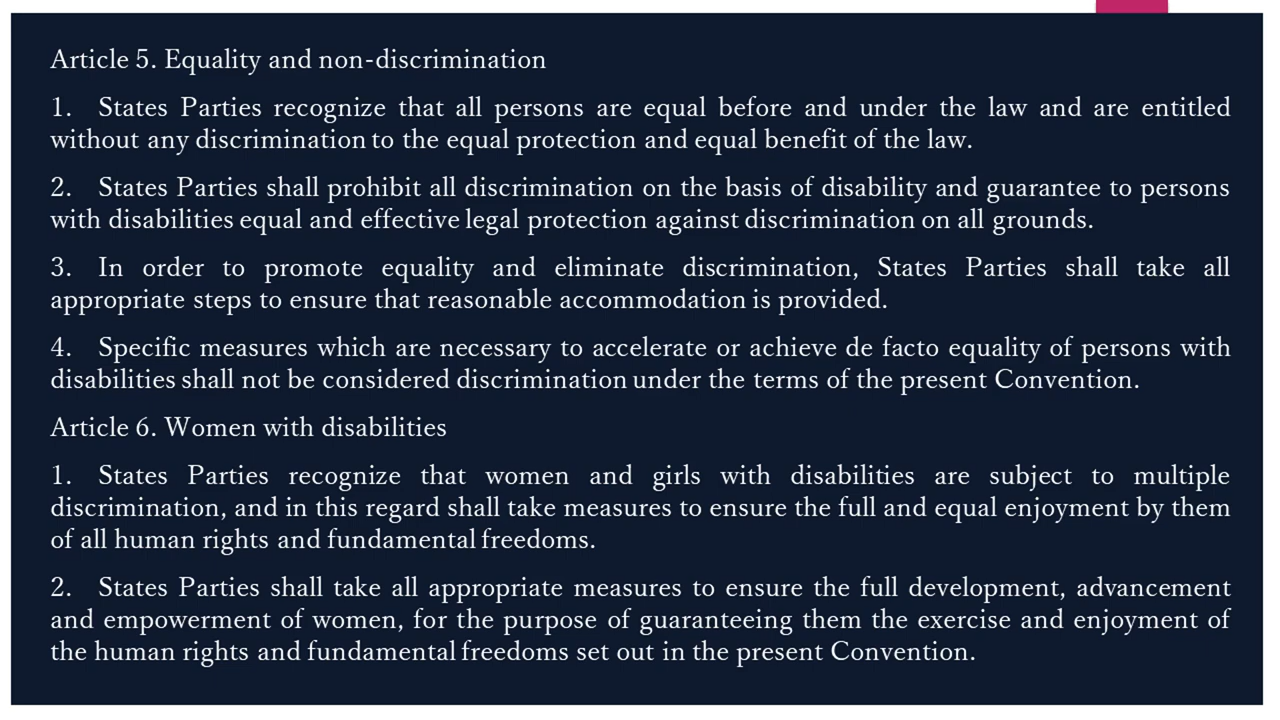 Article 5. Equality and non-discrimination
1. States Parties recognize that all persons are equal before and under the law and are entitled
without any discrimination to the equal protection and equal benefit of the law.
2. States Parties shall prohibit all discrimination on the basis of disability and guarantee to persons
with disabilities equal and effective legal protection against discrimination on all grounds.
3. In order to promote equality and eliminate discrimination, States Parties shall take all
appropriate steps to ensure that reasonable accommodation is provided.
4. Specific measures which are necessary to accelerate or achieve de facto equality of persons with
disabilities shall not be considered discrimination under the terms of the present Convention.
Article 6. Women with disabilities
1. States Parties recognize that women and girls with disabilities are subject to multiple
discrimination, and in this regard shall take measures to ensure the full and equal enjoyment by them
of all human rights and fundamental freedoms.
2. States Parties shall take all appropriate measures to ensure the full development, advancement
and empowerment of women, for the purpose of guaranteeing them the exercise and enjoyment of
the human rights and fundamental freedoms set out in the present Convention.